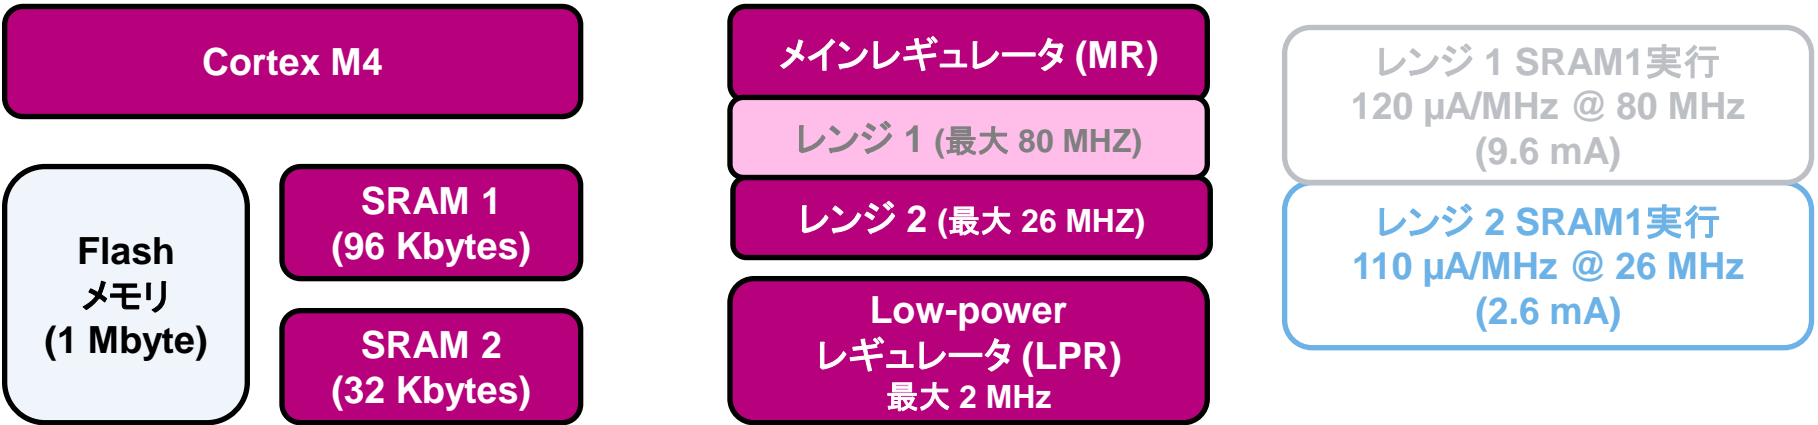 Cortex M4
Flash
メモリ
(1 Mbyte)
SRAM 1
(96 Kbytes)
SRAM 2
(32 Kbytes)
メインレギュレータ (MR)
レンジ 1 (最大 80 MHZ)
レンジ 2 (最大 26 MHZ)
Low-power
レギュレータ (LPR)
最大 2 MHz
レンジ 1 SRAM1実行
120 µA/MHz @ 80 MHz
(9.6 mA)
レンジ 2 SRAM1実行
110 µA/MHz @ 26 MHz
(2.6 mA)